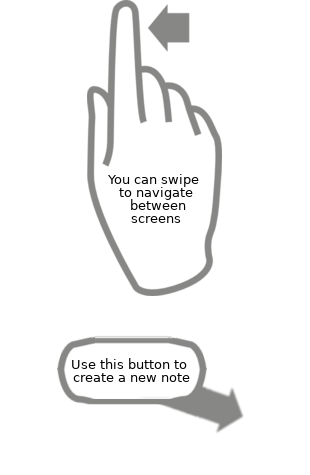 You can swipe
to navigate
between
screens
Use this button to
create a new note